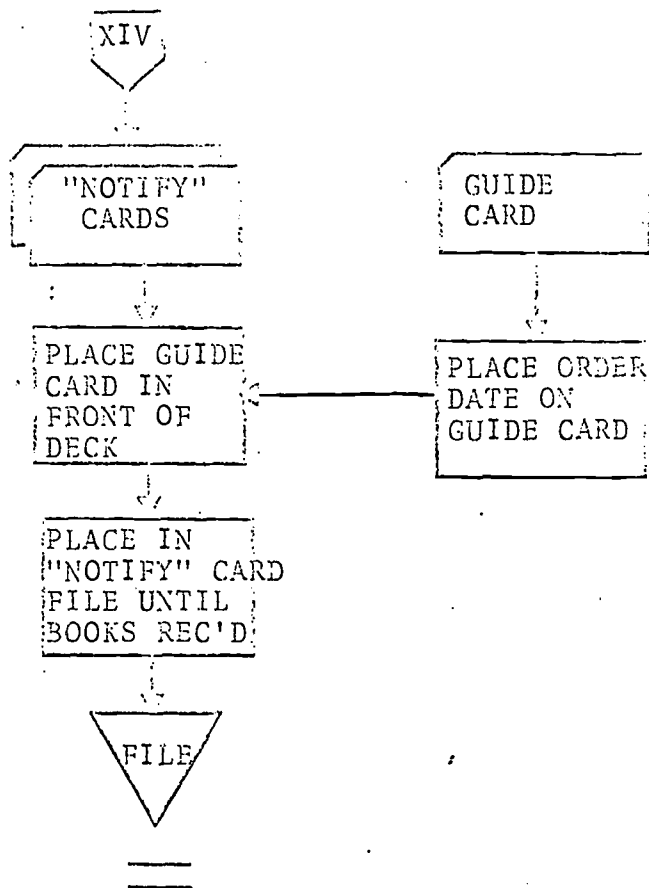 XIV
"NOTIFY"
CARDS
GUIDE
CARD
PLACE GUIDE
CARD IN
FRONT OF
DECK
PLACE ORDER
DATE ON
GUIDE CARD
PLACE IN
"NOTIFY" CARD
FILE UNTIL
BOOKS REC'D
FILE